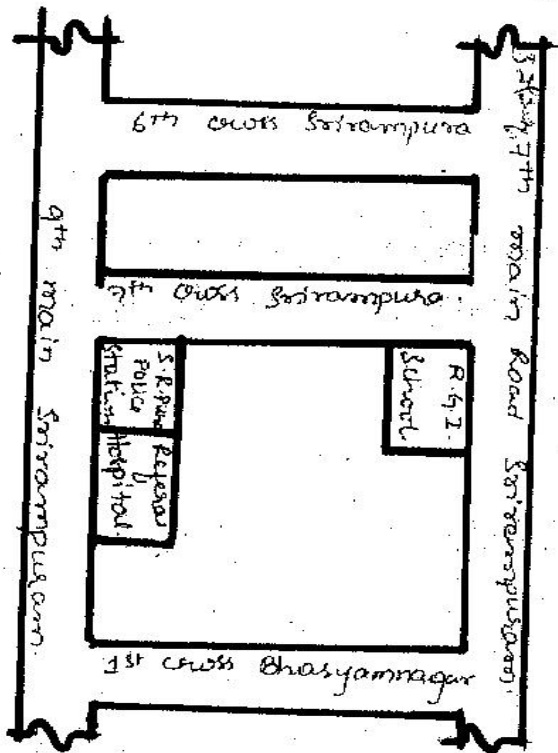 6th cross Srirampura
7th main Road Srirampuram
9th main Srirampuram
7th cross Srirampura
S.R.Pura
Police
Station
Referal
Hospital
R.G.I.
School
1st cross Bhasyamnagar